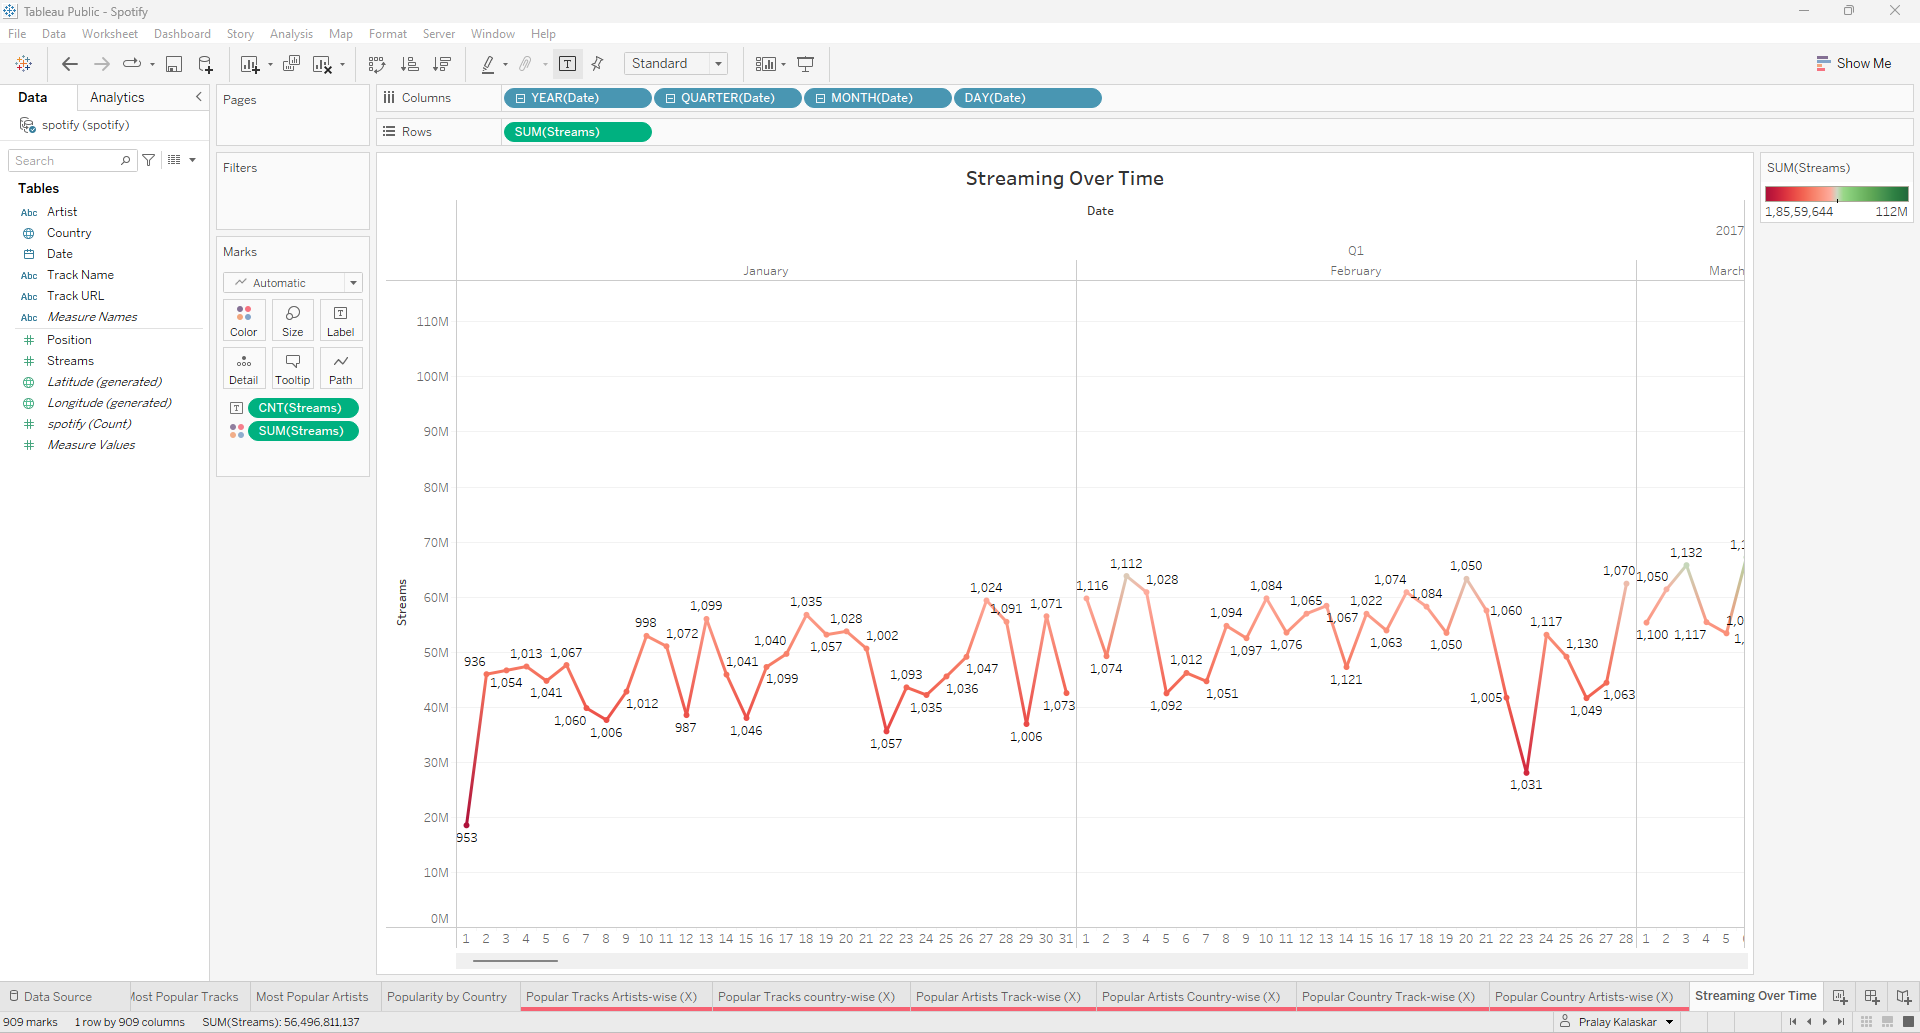 Tableau Public - Spotify
File Data Worksheet Dashboard Story Analysis Map Format Server Window Help
Standard
Show Me
Data Analytics
spotify (spotify)
Search
Tables
Abc Artist
Country
Date
Abc Track Name
Abc Track URL
Abc Measure Names
Position
Streams
Latitude (generated)
Longitude (generated)
spotify (Count)
Measure Values
Pages
Filters
Marks
Automatic
Color Size Label
Detail Tooltip Path
CNT(Streams)
SUM(Streams)
Columns YEAR(Date) QUARTER(Date) MONTH(Date) DAY(Date)
Rows SUM(Streams)
Streaming Over Time
Date
2017
Q1
January February March
110M
100M
90M
80M
70M
60M
50M
40M
30M
20M
10M
0M
Streams
953 936 1,054 1,013 1,041 1,067 1,060 1,006 1,012 998 1,072 987 1,099 1,041 1,046 1,040 1,099 1,035 1,057 1,028 1,002 1,057 1,093 1,035 1,036 1,047 1,024 1,091 1,006 1,071 1,073
1,116 1,074 1,112 1,028 1,092 1,012 1,051 1,094 1,097 1,084 1,076 1,065 1,067 1,121 1,022 1,063 1,074 1,084 1,050 1,050 1,060 1,005 1,031 1,117 1,130 1,049 1,063 1,070
1,100 1,050 1,132 1,117
1 2 3 4 5 6 7 8 9 10 11 12 13 14 15 16 17 18 19 20 21 22 23 24 25 26 27 28 29 30 31 1 2 3 4 5 6 7 8 9 10 11 12 13 14 15 16 17 18 19 20 21 22 23 24 25 26 27 28 1 2 3 4 5
SUM(Streams)
1,85,59,644 112M
Data Source Most Popular Tracks Most Popular Artists Popularity by Country Popular Tracks Artists-wise (X) Popular Tracks country-wise (X) Popular Artists Track-wise (X) Popular Artists Country-wise (X) Popular Country Track-wise (X) Popular Country Artists-wise (X) Streaming Over Time
909 marks 1 row by 909 columns SUM(Streams): 56,496,811,137
Pralay Kalaskar